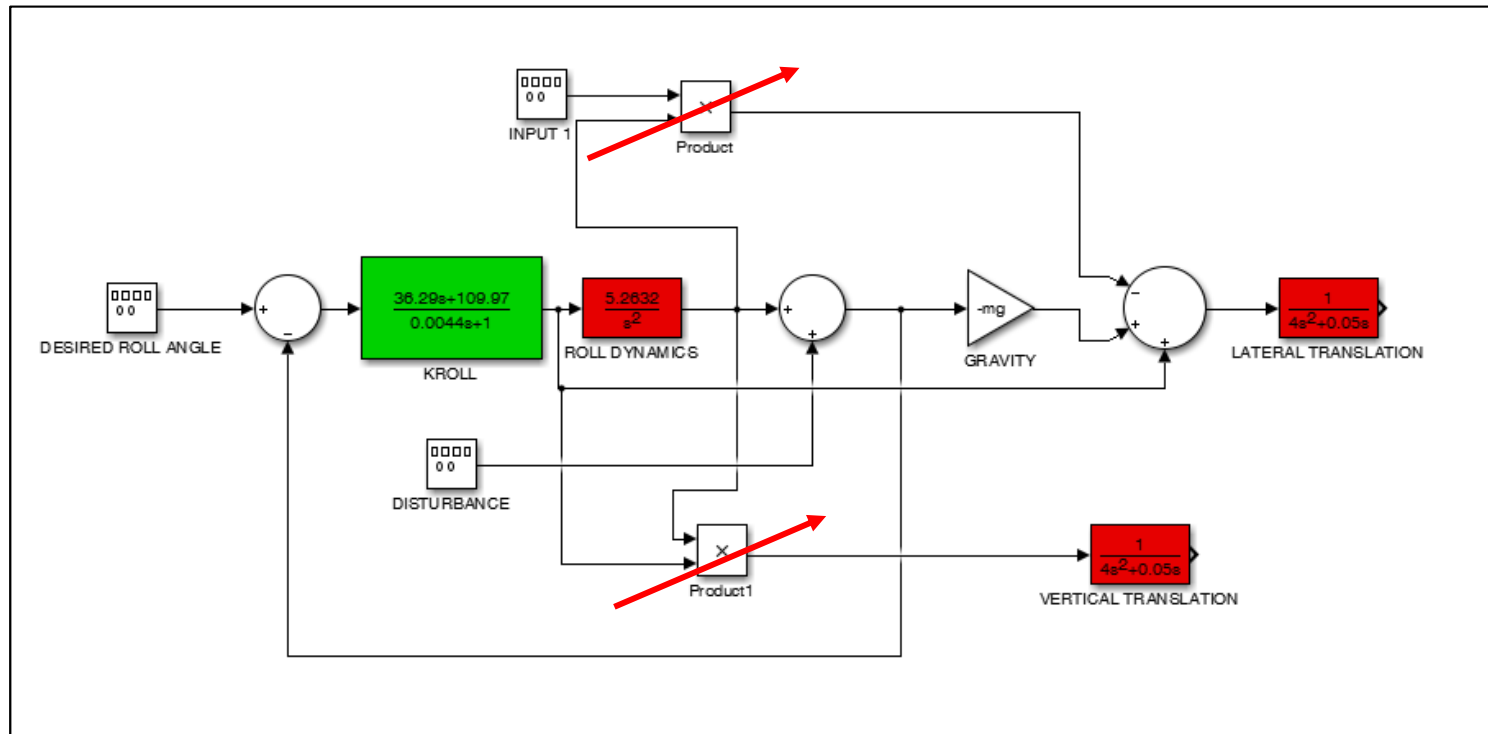 INPUT 1
×
Product
DESIRED ROLL ANGLE
+
−
36.29s+109.97
0.0044s+1
KROLL
5.2632
s²
ROLL DYNAMICS
+
+
-mg
GRAVITY
−
+
+
1
4s²+0.05s
LATERAL TRANSLATION
DISTURBANCE
×
Product1
1
4s²+0.05s
VERTICAL TRANSLATION